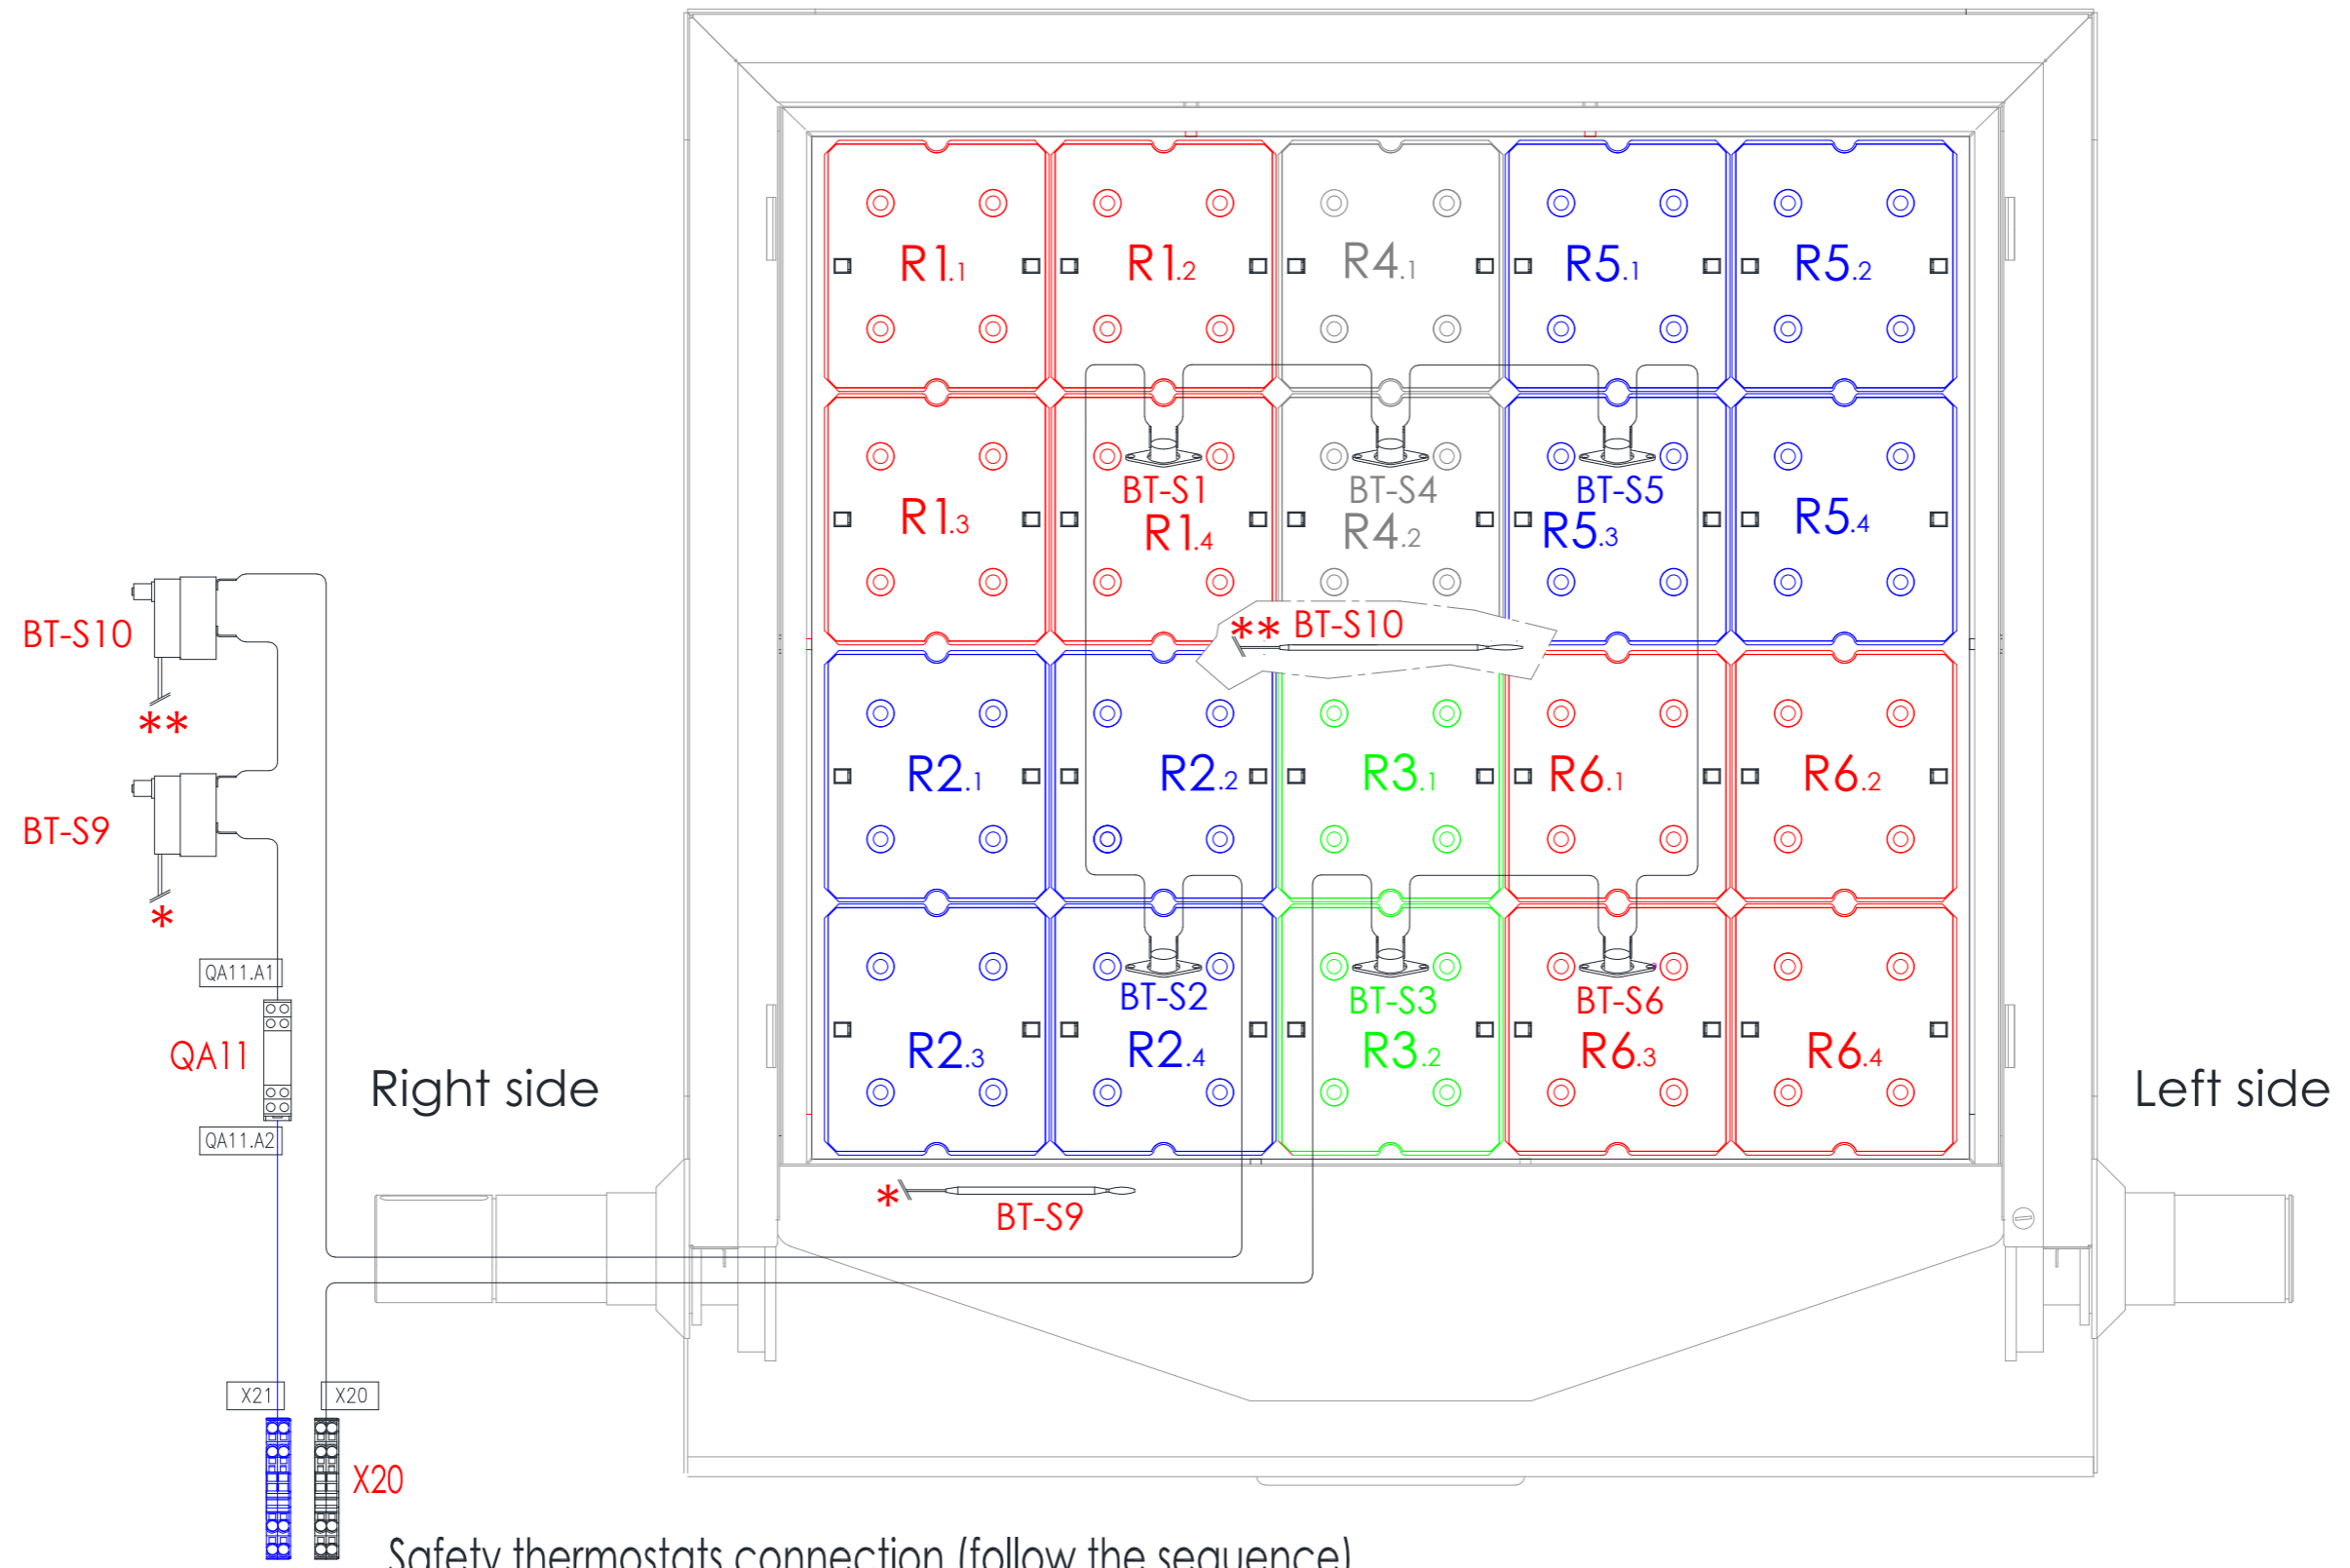 R1.1 R1.2 R4.1 R5.1 R5.2
BT-S1 BT-S4 BT-S5
R1.3 R1.4 R4.2 R5.3 R5.4
** BT-S10
BT-S10
**
R2.1 R2.2 R3.1 R6.1 R6.2
BT-S9
*
QA11.A1
BT-S2 BT-S3 BT-S6
QA11
R2.3 R2.4 R3.2 R6.3 R6.4
Right side
Left side
QA11.A2
*
BT-S9
X21 X20
X20
Safety thermostats connection (follow the sequence)